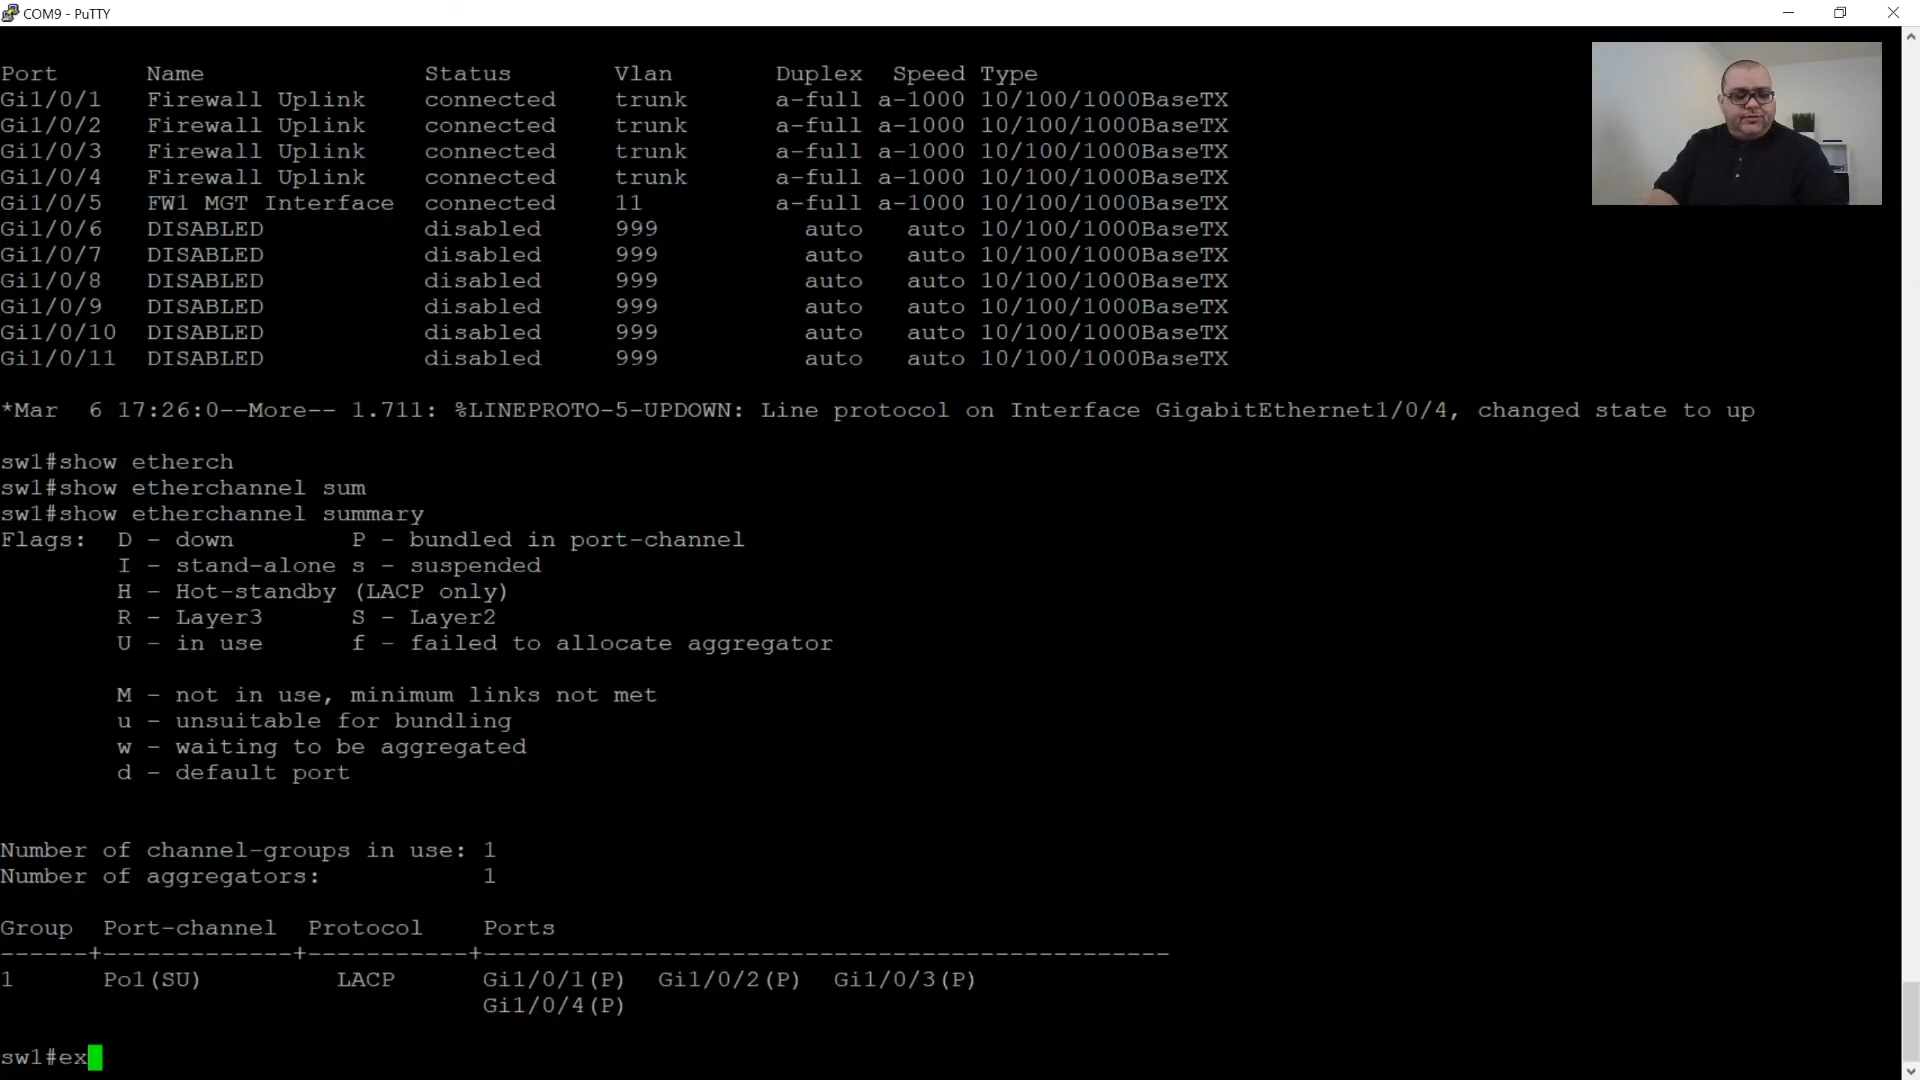 COM9 - PuTTY
Port      Name             Status       Vlan       Duplex  Speed Type
Gi1/0/1   Firewall Uplink  connected    trunk      a-full a-1000 10/100/1000BaseTX
Gi1/0/2   Firewall Uplink  connected    trunk      a-full a-1000 10/100/1000BaseTX
Gi1/0/3   Firewall Uplink  connected    trunk      a-full a-1000 10/100/1000BaseTX
Gi1/0/4   Firewall Uplink  connected    trunk      a-full a-1000 10/100/1000BaseTX
Gi1/0/5   FW1 MGT Interface connected    11         a-full a-1000 10/100/1000BaseTX
Gi1/0/6   DISABLED         disabled     999          auto   auto 10/100/1000BaseTX
Gi1/0/7   DISABLED         disabled     999          auto   auto 10/100/1000BaseTX
Gi1/0/8   DISABLED         disabled     999          auto   auto 10/100/1000BaseTX
Gi1/0/9   DISABLED         disabled     999          auto   auto 10/100/1000BaseTX
Gi1/0/10  DISABLED         disabled     999          auto   auto 10/100/1000BaseTX
Gi1/0/11  DISABLED         disabled     999          auto   auto 10/100/1000BaseTX
*Mar  6 17:26:0--More-- 1.711: %LINEPROTO-5-UPDOWN: Line protocol on Interface GigabitEthernet1/0/4, changed state to up
sw1#show etherch
sw1#show etherchannel sum
sw1#show etherchannel summary
Flags:  D - down        P - bundled in port-channel
        I - stand-alone s - suspended
        H - Hot-standby (LACP only)
        R - Layer3      S - Layer2
        U - in use      f - failed to allocate aggregator
        M - not in use, minimum links not met
        u - unsuitable for bundling
        w - waiting to be aggregated
        d - default port
Number of channel-groups in use: 1
Number of aggregators:           1
Group  Port-channel  Protocol    Ports
------+-------------+-----------+-----------------------------------------------
1      Po1(SU)         LACP      Gi1/0/1(P)  Gi1/0/2(P)  Gi1/0/3(P)
                                 Gi1/0/4(P)
sw1#ex